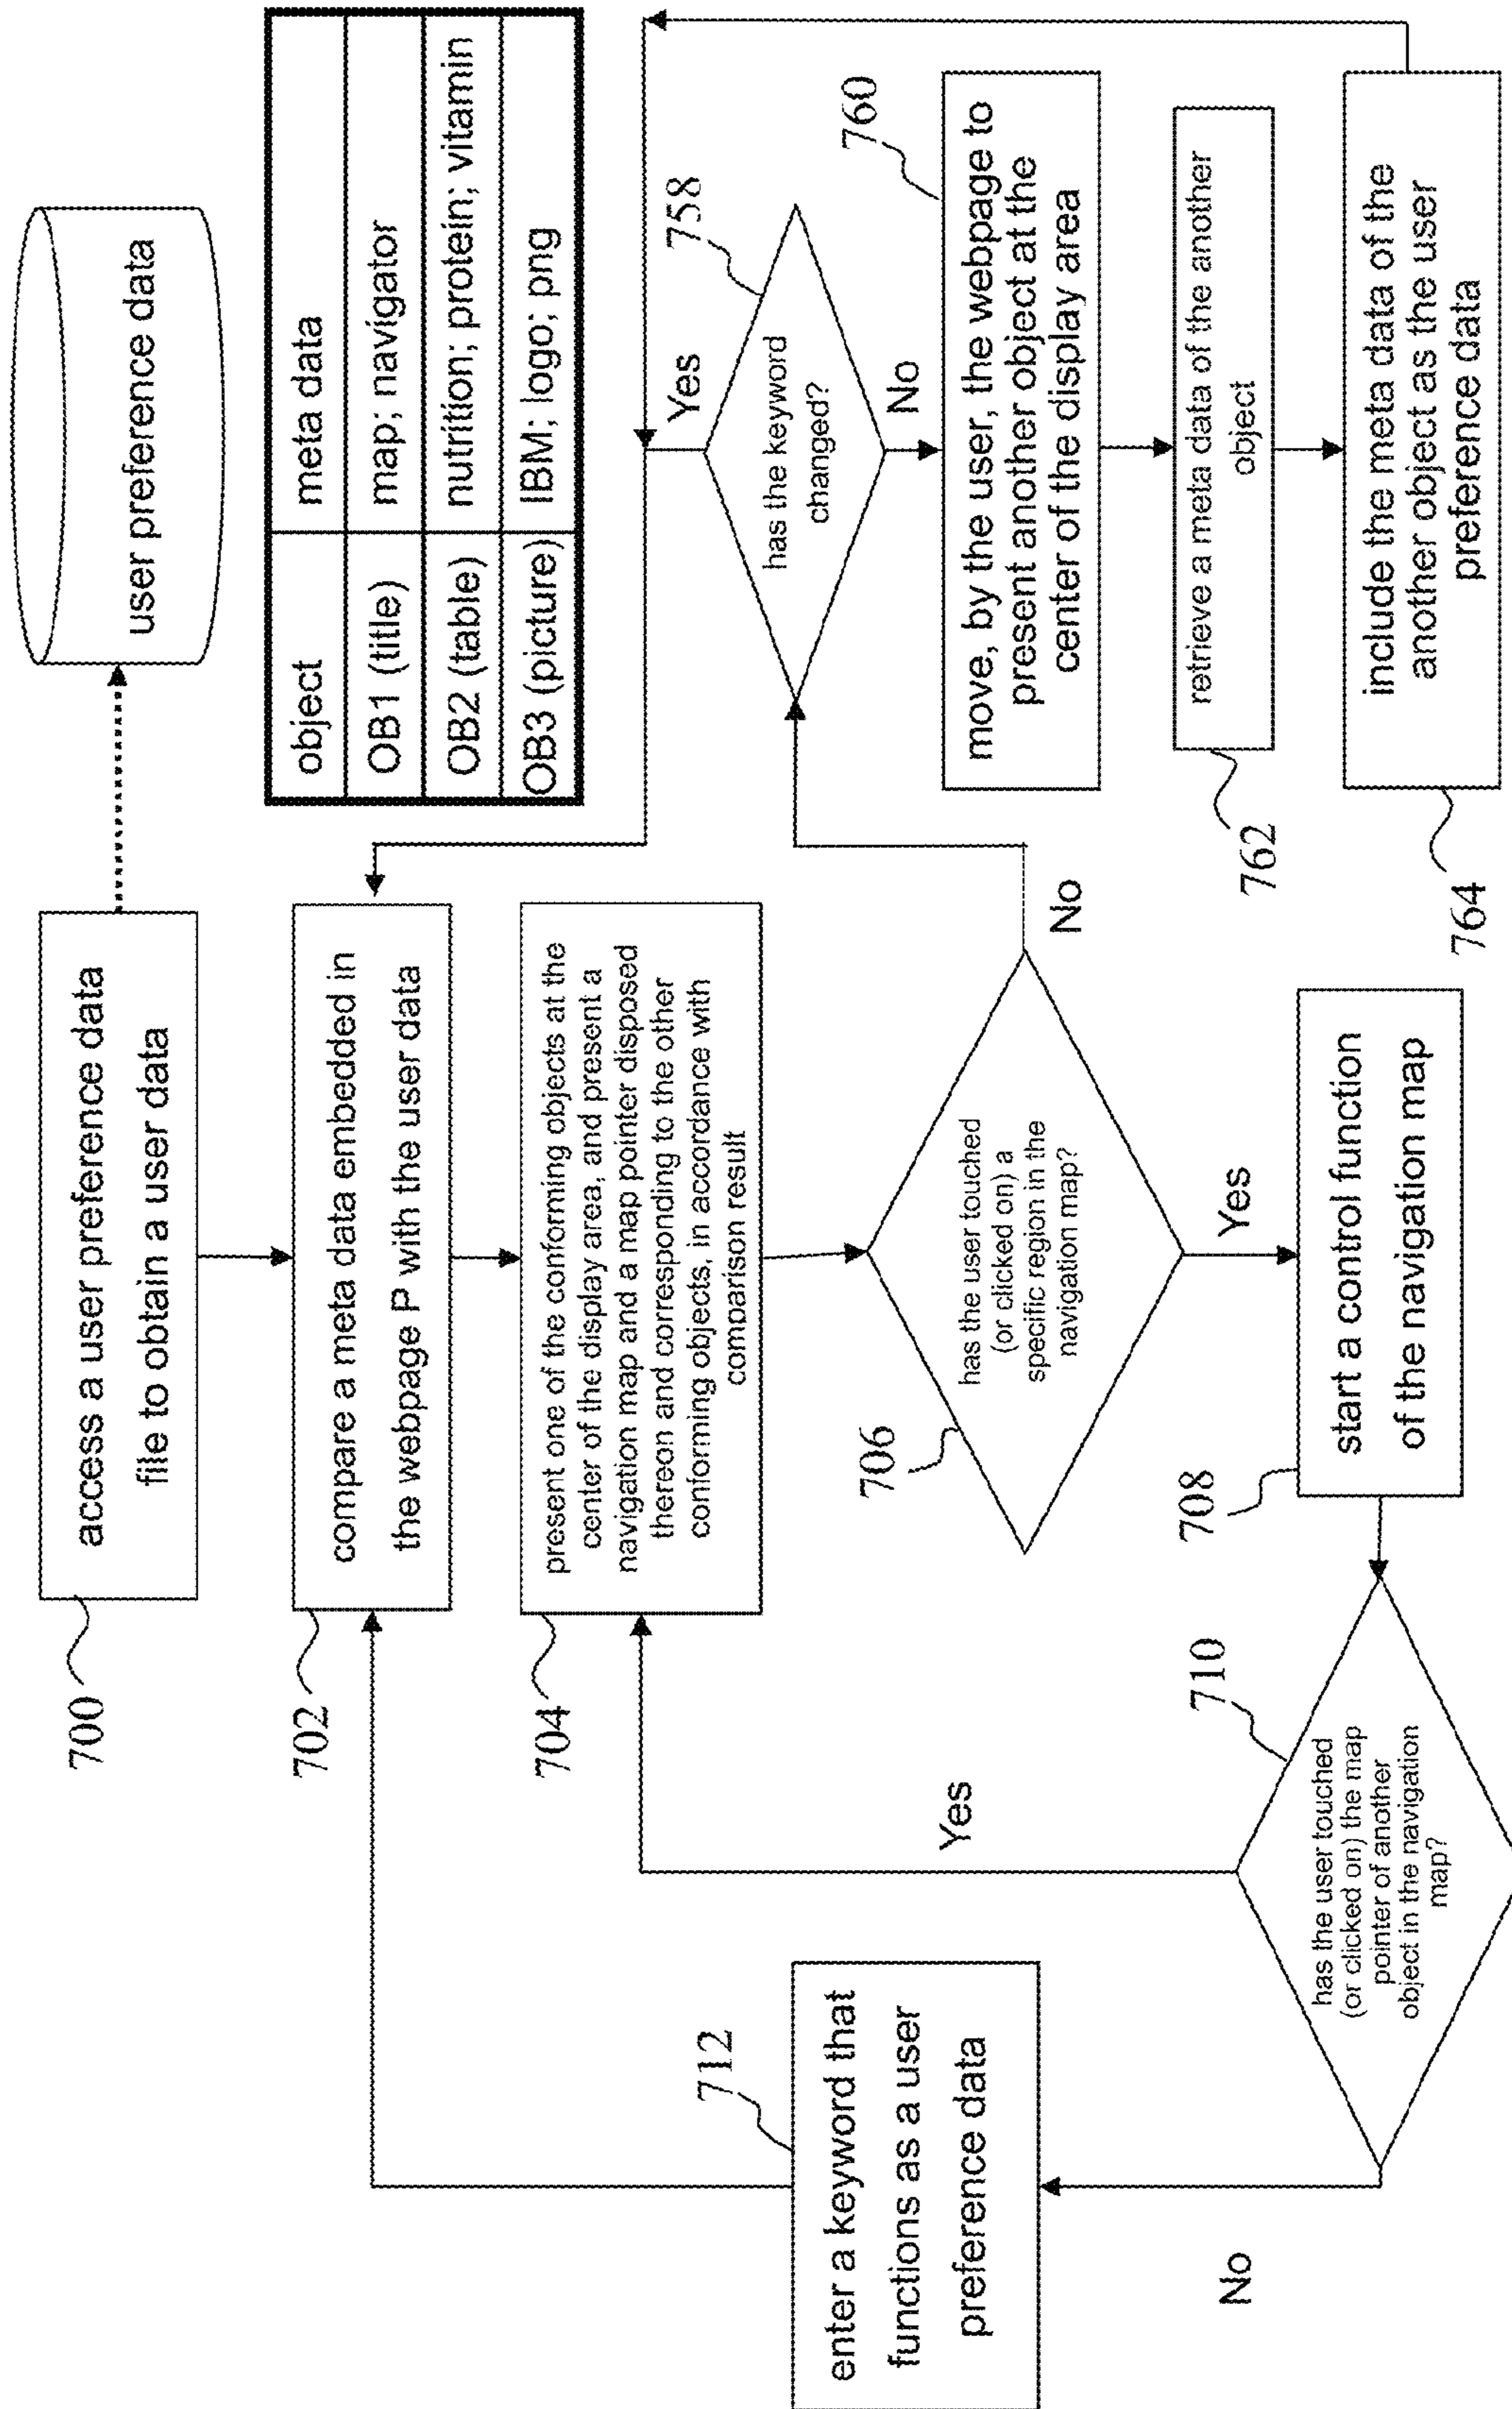 user preference data
access a user preference data
file to obtain a user data
700
object
meta data
OB1 (title)
map; navigator
OB2 (table)
nutrition; protein; vitamin
OB3 (picture)
IBM; logo; png
compare a meta data embedded in
the webpage P with the user data
702
present one of the conforming objects at the
center of the display area, and present a
navigation map and a map pointer disposed
thereon and corresponding to the other
conforming objects, in accordance with
comparison result
704
has the user touched
(or clicked on) a
specific region in the
navigation map?
706
No
Yes
has the keyword
changed?
758
Yes
No
move, by the user, the webpage to
present another object at the
center of the display area
760
retrieve a meta data of the another
object
762
include the meta data of the
another object as the user
preference data
764
start a control function
of the navigation map
708
has the user touched
(or clicked on) the map
pointer of another
object in the navigation
map?
710
Yes
No
enter a keyword that
functions as a user
preference data
712